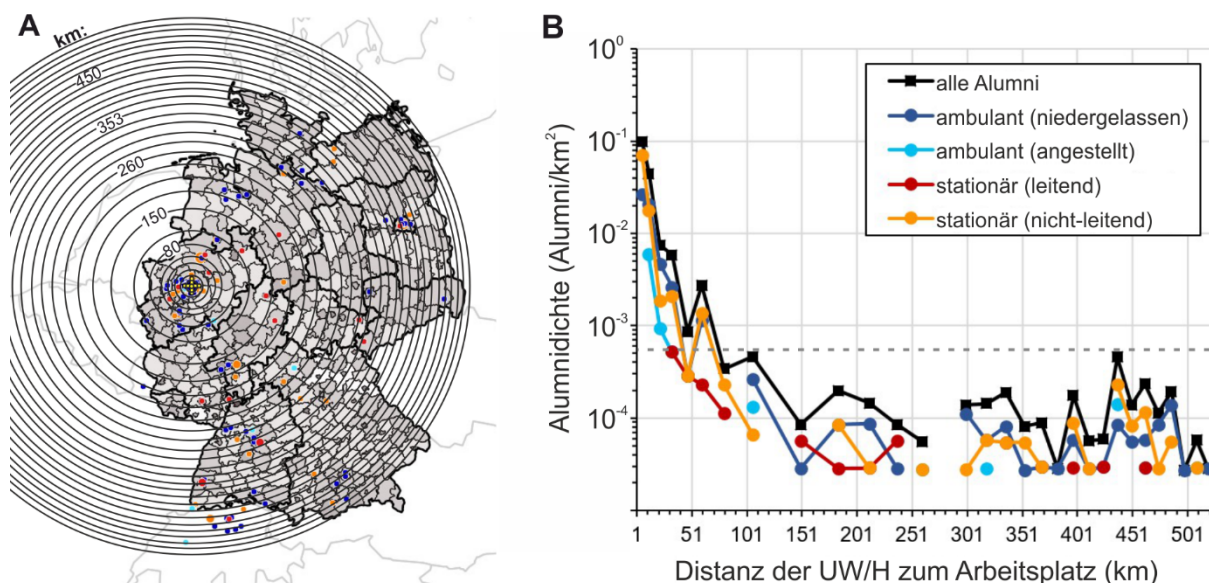 A
km:
450
353
260
150
80
B
Alumnidichte (Alumni/km²)
10⁰
10⁻¹
10⁻²
10⁻³
10⁻⁴
alle Alumni
ambulant (niedergelassen)
ambulant (angestellt)
stationär (leitend)
stationär (nicht-leitend)
1 51 101 151 201 251 301 351 401 451 501
Distanz der UW/H zum Arbeitsplatz (km)